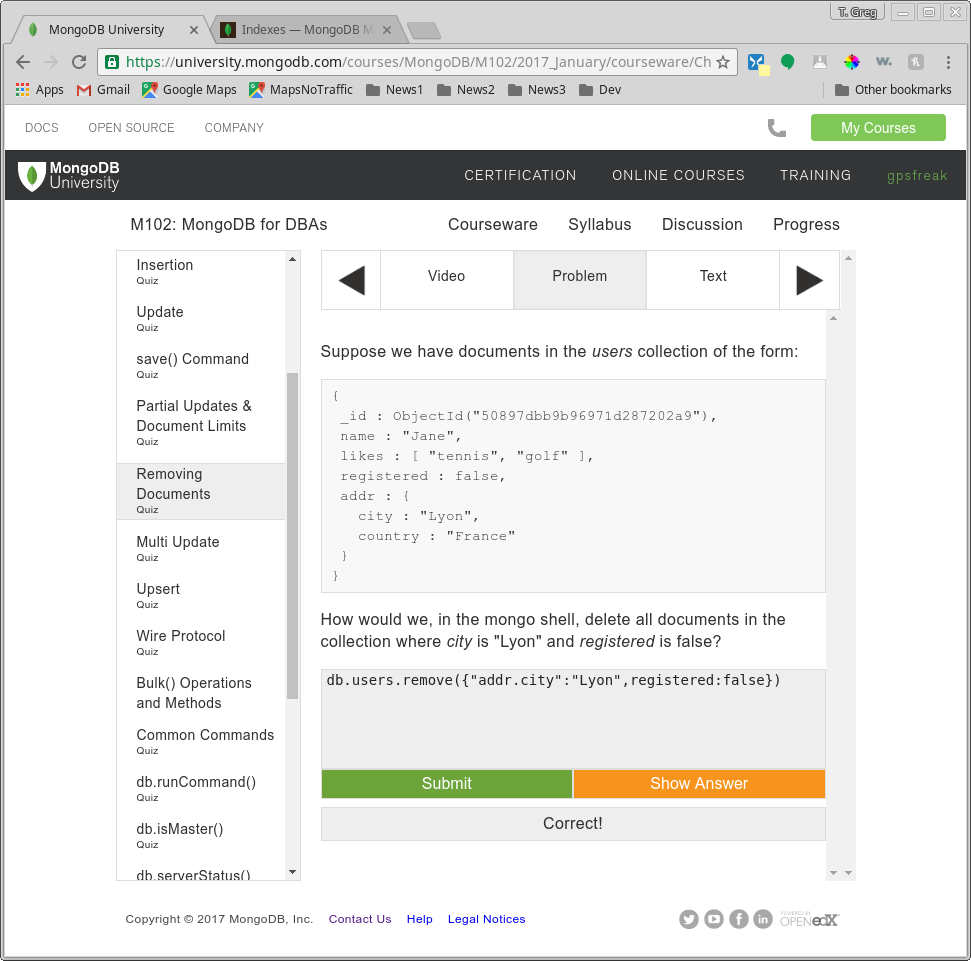 T. Greg
MongoDB University
Indexes — MongoDB M
https://university.mongodb.com/courses/MongoDB/M102/2017_January/courseware/Ch
Apps Gmail Google Maps MapsNoTraffic News1 News2 News3 Dev Other bookmarks
DOCS OPEN SOURCE COMPANY My Courses
MongoDB
University
CERTIFICATION ONLINE COURSES TRAINING gpsfreak
M102: MongoDB for DBAs Courseware Syllabus Discussion Progress
Insertion
Quiz
Update
Quiz
save() Command
Quiz
Partial Updates &
Document Limits
Quiz
Removing
Documents
Quiz
Multi Update
Quiz
Upsert
Quiz
Wire Protocol
Quiz
Bulk() Operations
and Methods
Common Commands
Quiz
db.runCommand()
Quiz
db.isMaster()
Quiz
db.serverStatus()
Video Problem Text
Suppose we have documents in the users collection of the form:
{
_id : ObjectId("50897dbb9b96971d287202a9"),
name : "Jane",
likes : [ "tennis", "golf" ],
registered : false,
addr : {
city : "Lyon",
country : "France"
}
}
How would we, in the mongo shell, delete all documents in the
collection where city is "Lyon" and registered is false?
db.users.remove({"addr.city":"Lyon",registered:false})
Submit Show Answer
Correct!
Copyright © 2017 MongoDB, Inc. Contact Us Help Legal Notices
POWERED BY
OPEN edX